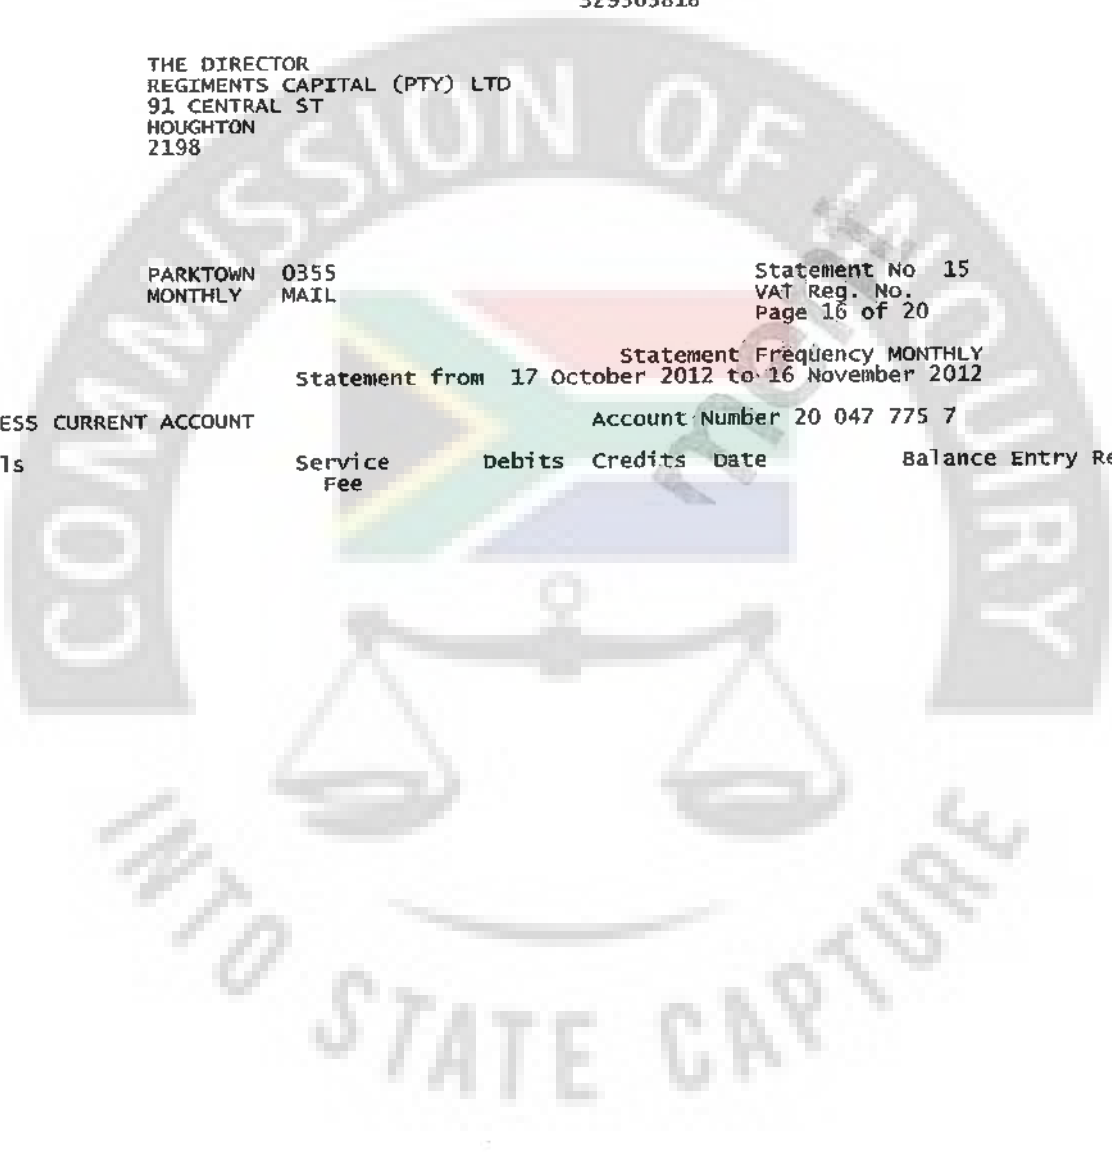 THE DIRECTOR
REGIMENTS CAPITAL (PTY) LTD
91 CENTRAL ST
HOUGHTON
2198
PARKTOWN 0355
MONTHLY MAIL
Statement No 15
VAT Reg. No.
Page 16 of 20
Statement Frequency MONTHLY
Statement from 17 October 2012 to 16 November 2012
ESS CURRENT ACCOUNT Account Number 20 047 775 7
ls Service Debits Credits Date Balance Entry Re
Fee
COMMISSION OF INQUIRY
INTO STATE CAPTURE